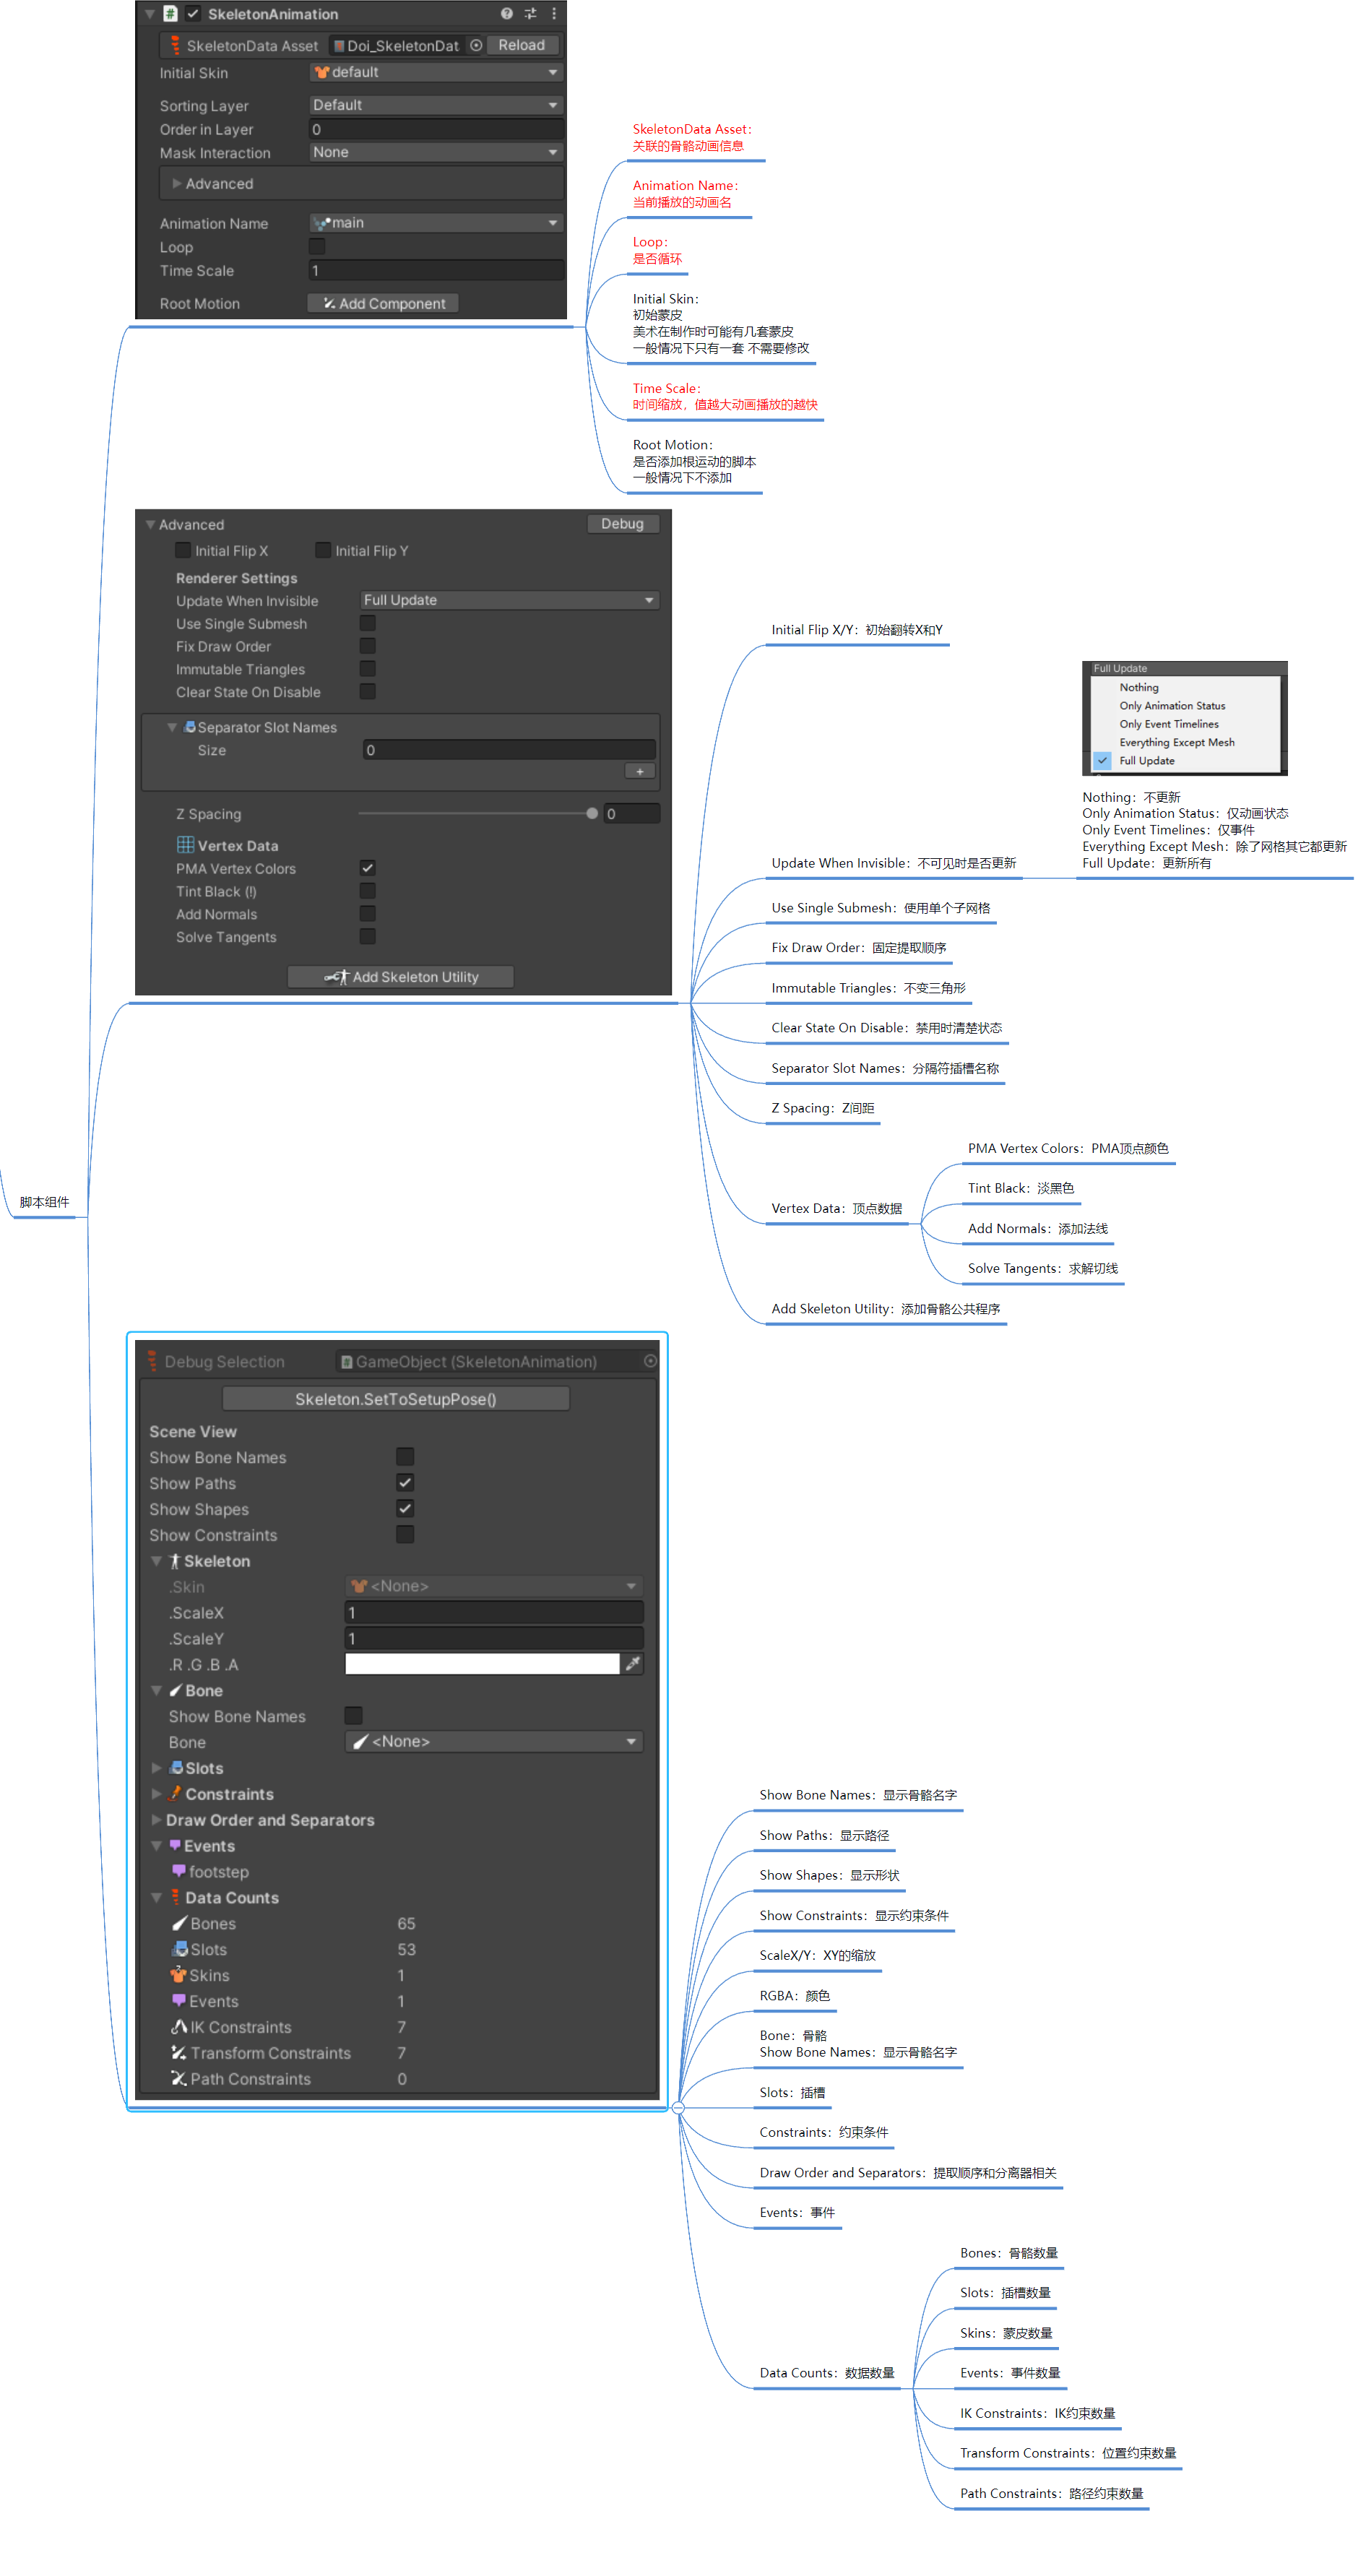 SkeletonAnimation
SkeletonData Asset
Doi_SkeletonDat
Reload
Initial Skin
default
Sorting Layer
Default
Order in Layer
0
Mask Interaction
None
Advanced
Animation Name
main
Loop
Time Scale
1
Root Motion
Add Component
SkeletonData Asset：
关联的骨骼动画信息
Animation Name：
当前播放的动画名
Loop：
是否循环
Initial Skin：
初始蒙皮
美术在制作时可能有几套蒙皮
一般情况下只有一套 不需要修改
Time Scale：
时间缩放，值越大动画播放的越快
Root Motion：
是否添加根运动的脚本
一般情况下不添加
Advanced
Debug
Initial Flip X
Initial Flip Y
Renderer Settings
Update When Invisible
Full Update
Use Single Submesh
Fix Draw Order
Immutable Triangles
Clear State On Disable
Separator Slot Names
Size
0
+
Z Spacing
0
Vertex Data
PMA Vertex Colors
Tint Black (!)
Add Normals
Solve Tangents
Add Skeleton Utility
Initial Flip X/Y：初始翻转X和Y
Full Update
Nothing
Only Animation Status
Only Event Timelines
Everything Except Mesh
Full Update
Nothing：不更新
Only Animation Status：仅动画状态
Only Event Timelines：仅事件
Everything Except Mesh：除了网格其它都更新
Full Update：更新所有
Update When Invisible：不可见时是否更新
Use Single Submesh：使用单个子网格
Fix Draw Order：固定提取顺序
Immutable Triangles：不变三角形
Clear State On Disable：禁用时清楚状态
Separator Slot Names：分隔符插槽名称
Z Spacing：Z间距
Vertex Data：顶点数据
PMA Vertex Colors：PMA顶点颜色
Tint Black：淡黑色
Add Normals：添加法线
Solve Tangents：求解切线
Add Skeleton Utility：添加骨骼公共程序
脚本组件
Debug Selection
GameObject (SkeletonAnimation)
Skeleton.SetToSetupPose()
Scene View
Show Bone Names
Show Paths
Show Shapes
Show Constraints
Skeleton
.Skin
<None>
.ScaleX
1
.ScaleY
1
.R .G .B .A
Bone
Show Bone Names
Bone
<None>
Slots
Constraints
Draw Order and Separators
Events
footstep
Data Counts
Bones 65
Slots 53
Skins 1
Events 1
IK Constraints 7
Transform Constraints 7
Path Constraints 0
Show Bone Names：显示骨骼名字
Show Paths：显示路径
Show Shapes：显示形状
Show Constraints：显示约束条件
ScaleX/Y：XY的缩放
RGBA：颜色
Bone：骨骼
Show Bone Names：显示骨骼名字
Slots：插槽
Constraints：约束条件
Draw Order and Separators：提取顺序和分离器相关
Events：事件
Data Counts：数据数量
Bones：骨骼数量
Slots：插槽数量
Skins：蒙皮数量
Events：事件数量
IK Constraints：IK约束数量
Transform Constraints：位置约束数量
Path Constraints：路径约束数量